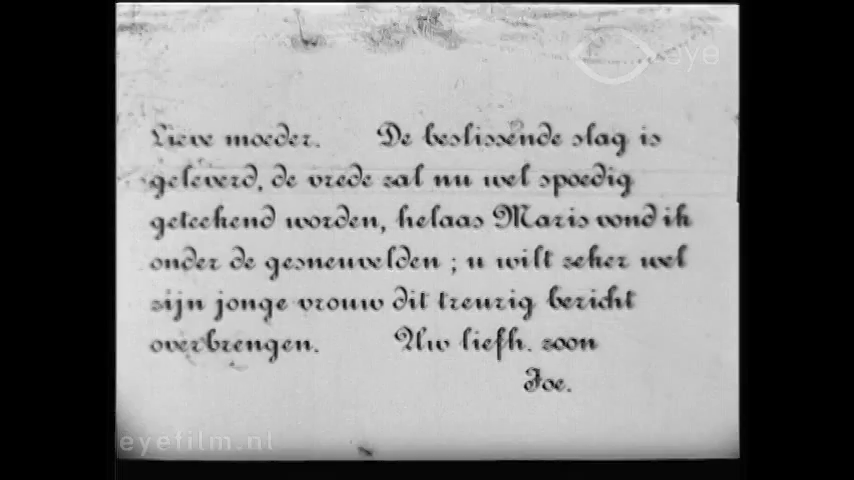 eye
Lieve moeder. De beslissende slag is
geleverd, de vrede zal nu wel spoedig
geteekend worden, helaas Maris vond ik
onder de gesneuvelden; u wilt zeker wel
zijn jonge vrouw dit treurig bericht
overbrengen. Uw liefh. zoon
Joe.
eyefilm.nl